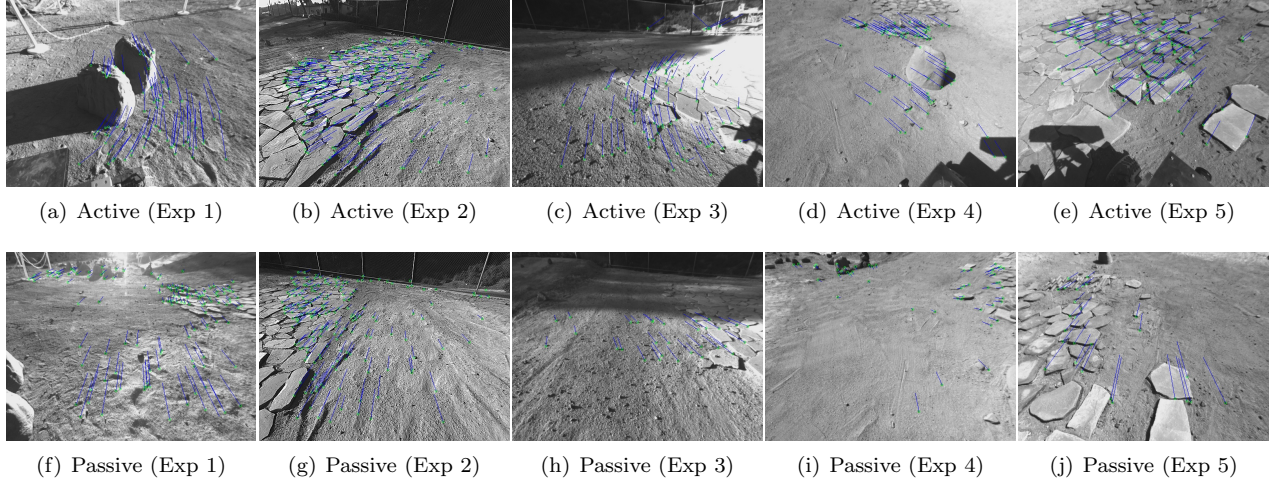 (a) Active (Exp 1)
(b) Active (Exp 2)
(c) Active (Exp 3)
(d) Active (Exp 4)
(e) Active (Exp 5)
(f) Passive (Exp 1)
(g) Passive (Exp 2)
(h) Passive (Exp 3)
(i) Passive (Exp 4)
(j) Passive (Exp 5)